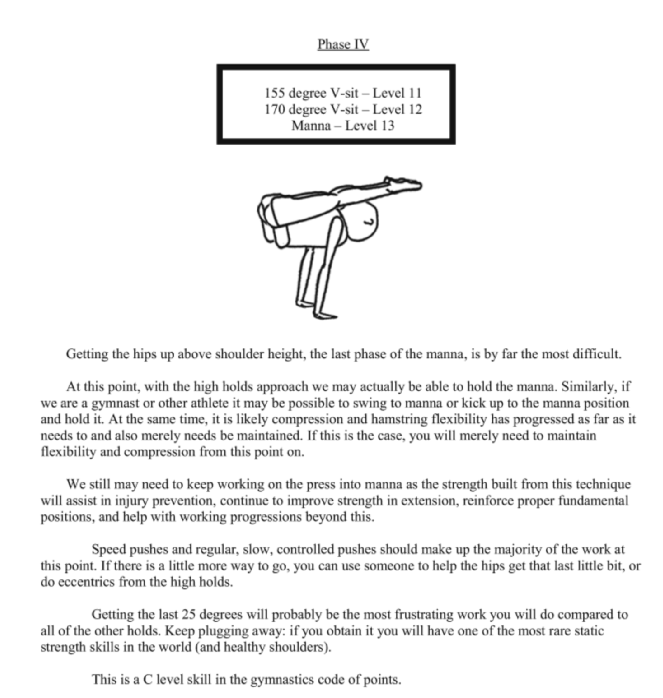 Phase IV
155 degree V-sit – Level 11
170 degree V-sit – Level 12
Manna – Level 13
Getting the hips up above shoulder height, the last phase of the manna, is by far the most difficult.
At this point, with the high holds approach we may actually be able to hold the manna. Similarly, if
we are a gymnast or other athlete it may be possible to swing to manna or kick up to the manna position
and hold it. At the same time, it is likely compression and hamstring flexibility has progressed as far as it
needs to and also merely needs be maintained. If this is the case, you will merely need to maintain
flexibility and compression from this point on.
We still may need to keep working on the press into manna as the strength built from this technique
will assist in injury prevention, continue to improve strength in extension, reinforce proper fundamental
positions, and help with working progressions beyond this.
Speed pushes and regular, slow, controlled pushes should make up the majority of the work at
this point. If there is a little more way to go, you can use someone to help the hips get that last little bit, or
do eccentrics from the high holds.
Getting the last 25 degrees will probably be the most frustrating work you will do compared to
all of the other holds. Keep plugging away: if you obtain it you will have one of the most rare static
strength skills in the world (and healthy shoulders).
This is a C level skill in the gymnastics code of points.